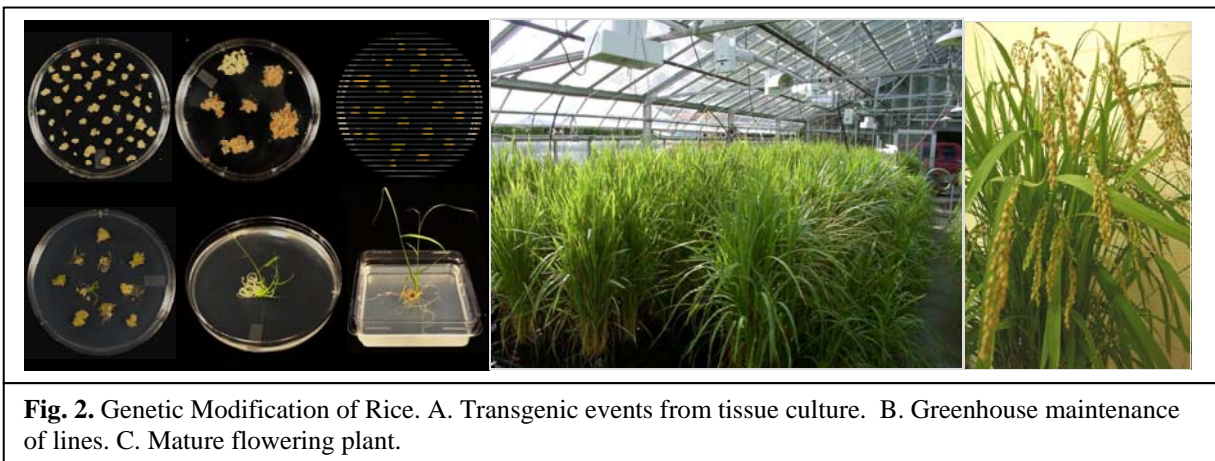 Fig. 2. Genetic Modification of Rice. A. Transgenic events from tissue culture.  B. Greenhouse maintenance
of lines. C. Mature flowering plant.